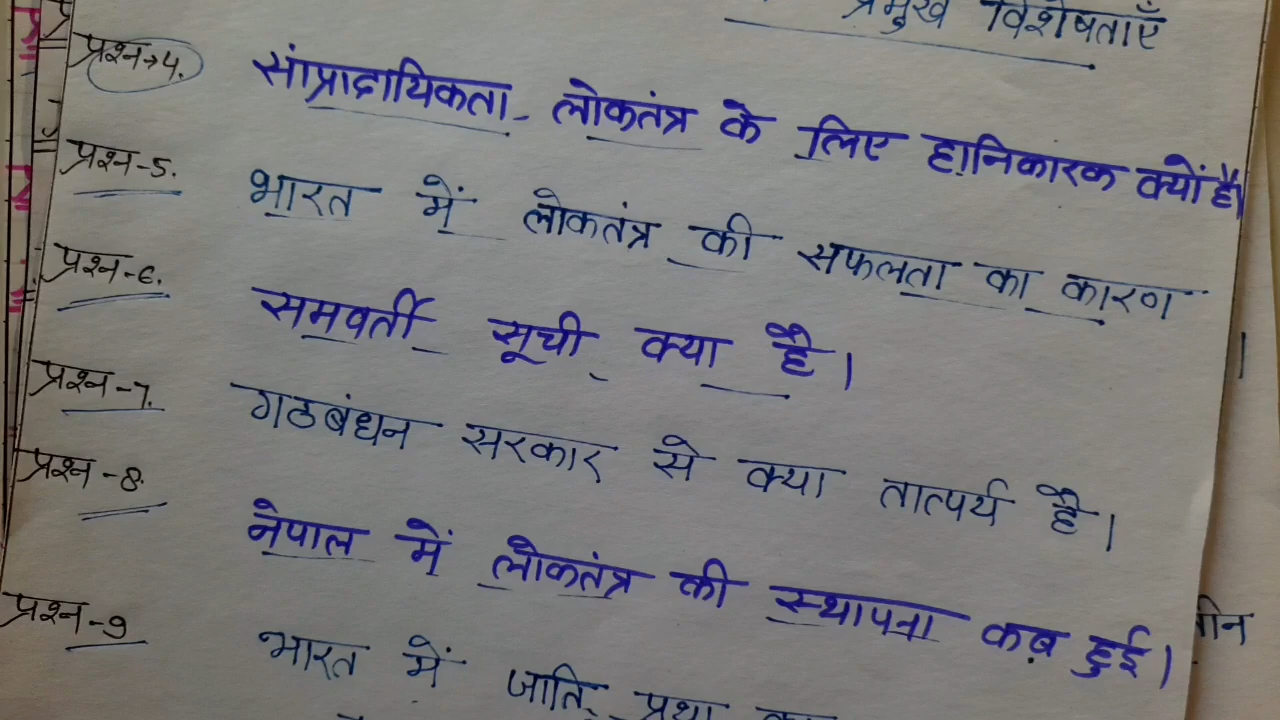 प्रमुख विशेषताएँ
प्रश्न→4. सांप्रादायिकता लोकतंत्र के लिए हानिकारक क्यों है।
प्रश्न-5. भारत में लोकतंत्र की सफलता का कारण
प्रश्न-6. समवर्ती सूची क्या है।
प्रश्न-7. गठबंधन सरकार से क्या तात्पर्य है।
प्रश्न-8. नेपाल में लोकतंत्र की स्थापना कब हुई।
प्रश्न-9 भारत में जाति प्रथा